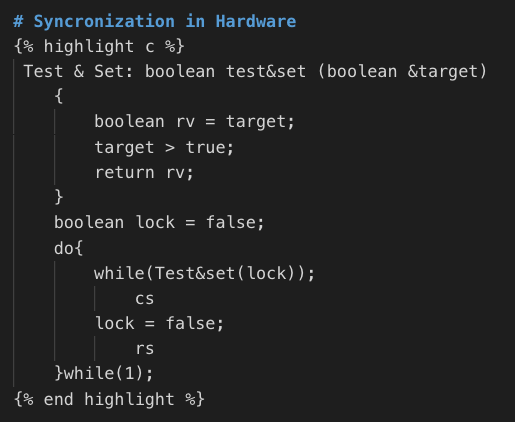 # Syncronization in Hardware
{% highlight c %}
Test & Set: boolean test&set (boolean &target)
{
boolean rv = target;
target > true;
return rv;
}
boolean lock = false;
do{
while(Test&set(lock));
cs
lock = false;
rs
}while(1);
{% end highlight %}